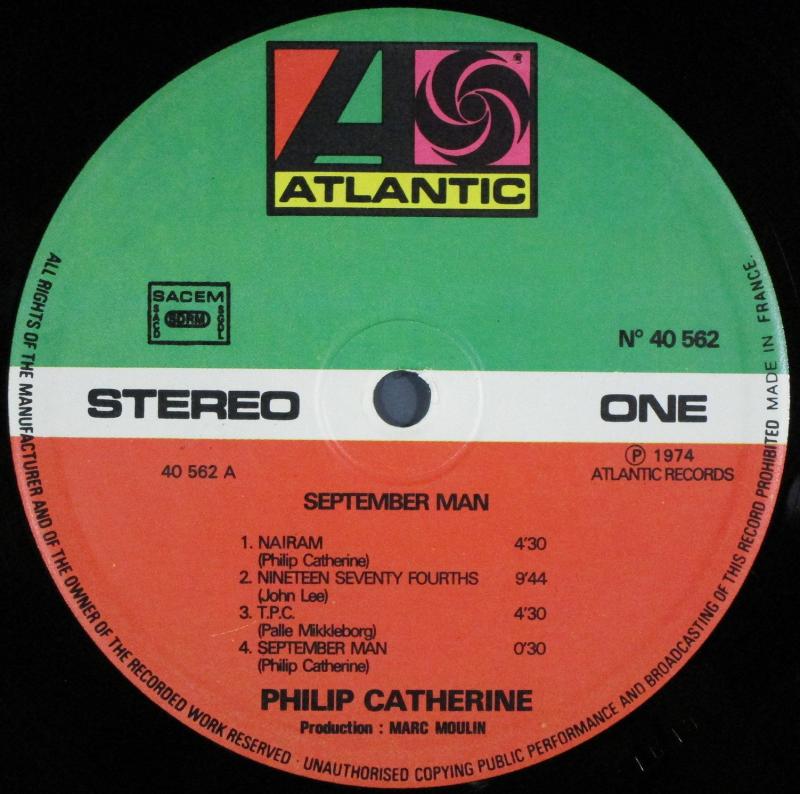 ATLANTIC
SACEM
SACD
SDRM
SGDL
Nº 40 562
STEREO
ONE
40 562 A
℗ 1974
ATLANTIC RECORDS
SEPTEMBER MAN
1. NAIRAM 4'30
(Philip Catherine)
2. NINETEEN SEVENTY FOURTHS 9'44
(John Lee)
3. T.P.C. 4'30
(Palle Mikkleborg)
4. SEPTEMBER MAN 0'30
(Philip Catherine)
PHILIP CATHERINE
Production : MARC MOULIN
ALL RIGHTS OF THE MANUFACTURER AND OF THE OWNER OF THE RECORDED WORK RESERVED · UNAUTHORISED COPYING PUBLIC PERFORMANCE AND BROADCASTING OF THIS RECORD PROHIBITED MADE IN FRANCE.